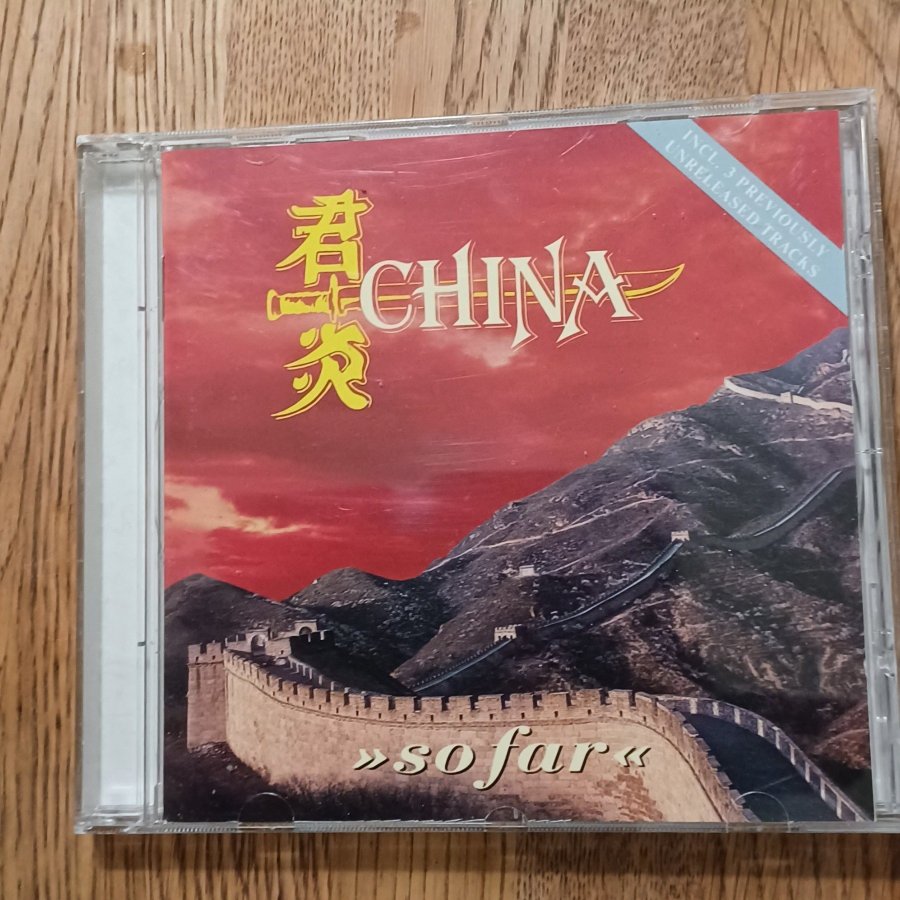 君
炎
CHINA
INCL. 3 PREVIOUSLY
UNRELEASED TRACKS
»so far«